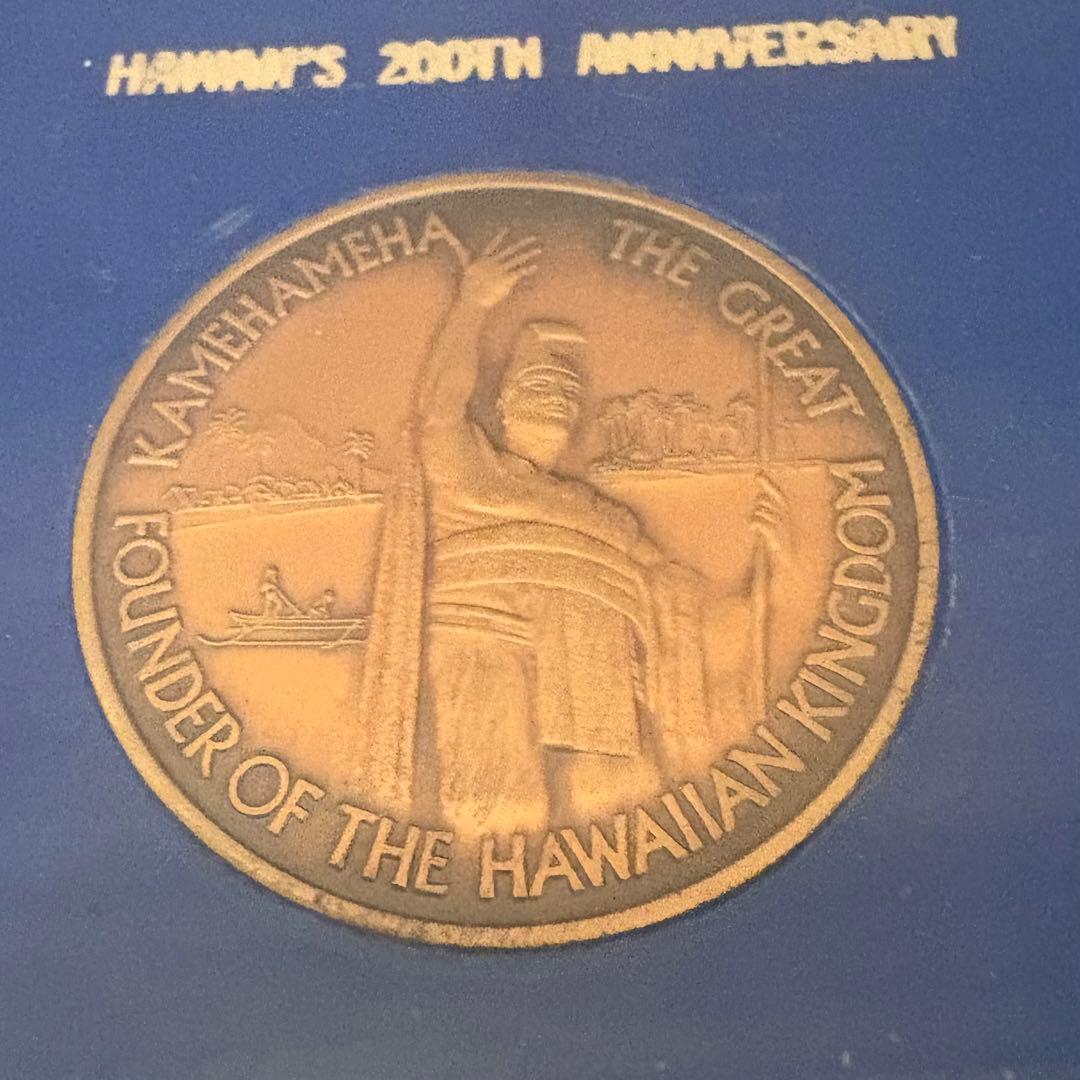 HAWAII'S 200TH ANNIVERSARY
KAMEHAMEHA THE GREAT
FOUNDER OF THE HAWAIIAN KINGDOM